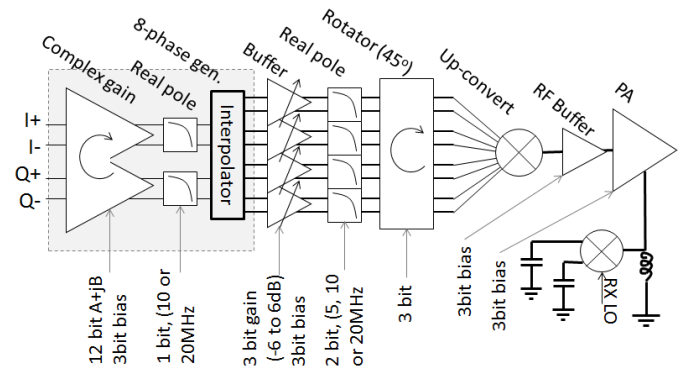 Complex gain
Real pole
8-phase gen.
Buffer
Real pole
Rotator (45º)
Up-convert
RF Buffer
PA
I+
I-
Q+
Q-
Interpolator
RX LO
12 bit A+jB
3bit bias
1 bit, (10 or
20MHz
3 bit gain
(-6 to 6dB)
3bit bias
2 bit, (5, 10
or 20MHz
3 bit
3bit bias
3bit bias